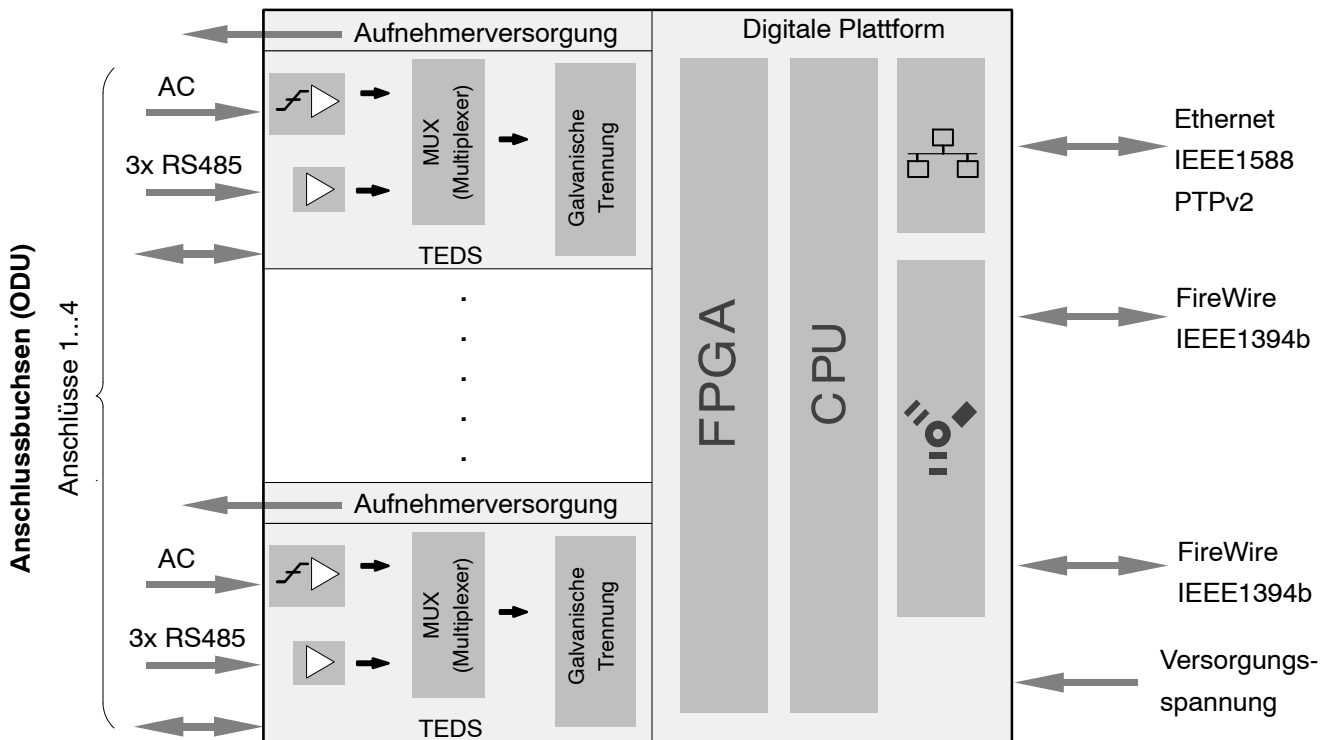 Aufnehmerversorgung
Digitale Plattform
AC
3x RS485
MUX
(Multiplexer)
Galvanische
Trennung
TEDS
Anschlussbuchsen (ODU)
Anschlüsse 1...4
.
.
.
.
.
FPGA
CPU
Ethernet
IEEE1588
PTPv2
FireWire
IEEE1394b
Aufnehmerversorgung
AC
3x RS485
MUX
(Multiplexer)
Galvanische
Trennung
TEDS
FireWire
IEEE1394b
Versorgungs-
spannung